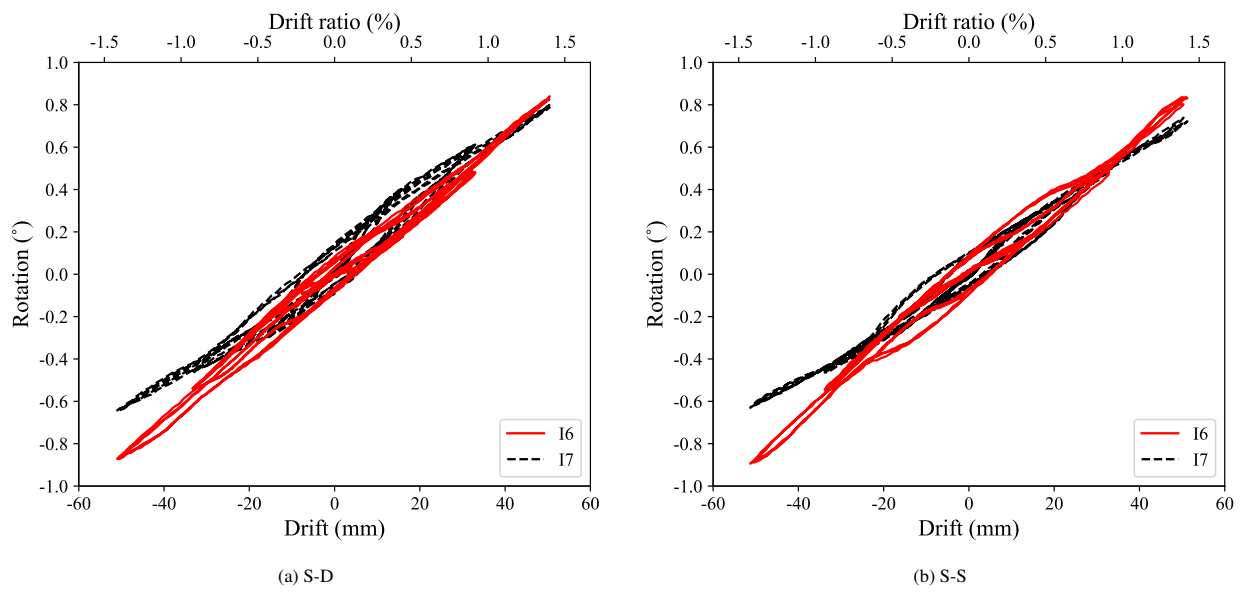 Drift ratio (%)
-1.5 -1.0 -0.5 0.0 0.5 1.0 1.5
1.0
0.8
0.6
0.4
0.2
0.0
-0.2
-0.4
-0.6
-0.8
-1.0
Rotation (°)
I6
I7
-60 -40 -20 0 20 40 60
Drift (mm)
(a) S-D
Drift ratio (%)
-1.5 -1.0 -0.5 0.0 0.5 1.0 1.5
1.0
0.8
0.6
0.4
0.2
0.0
-0.2
-0.4
-0.6
-0.8
-1.0
Rotation (°)
I6
I7
-60 -40 -20 0 20 40 60
Drift (mm)
(b) S-S